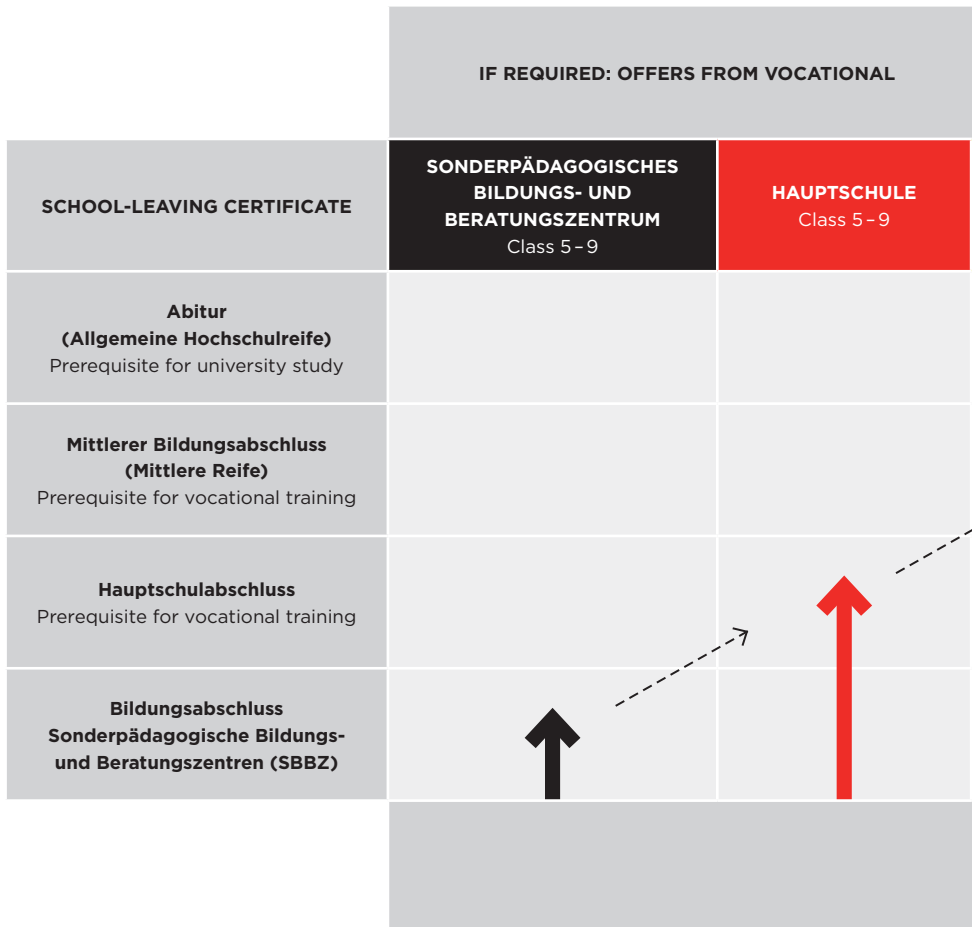 IF REQUIRED: OFFERS FROM VOCATIONAL
SCHOOL-LEAVING CERTIFICATE
SONDERPÄDAGOGISCHES
BILDUNGS- UND
BERATUNGSZENTRUM
Class 5 – 9
HAUPTSCHULE
Class 5 – 9
Abitur
(Allgemeine Hochschulreife)
Prerequisite for university study
Mittlerer Bildungsabschluss
(Mittlere Reife)
Prerequisite for vocational training
Hauptschulabschluss
Prerequisite for vocational training
Bildungsabschluss
Sonderpädagogische Bildungs-
und Beratungszentren (SBBZ)